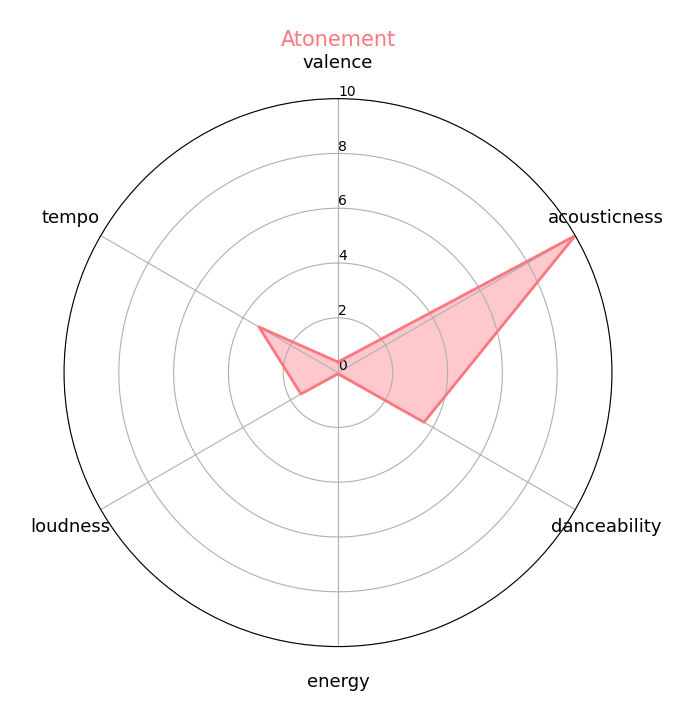 Atonement
valence
10
8
tempo
6
acousticness
4
2
0
loudness
danceability
energy